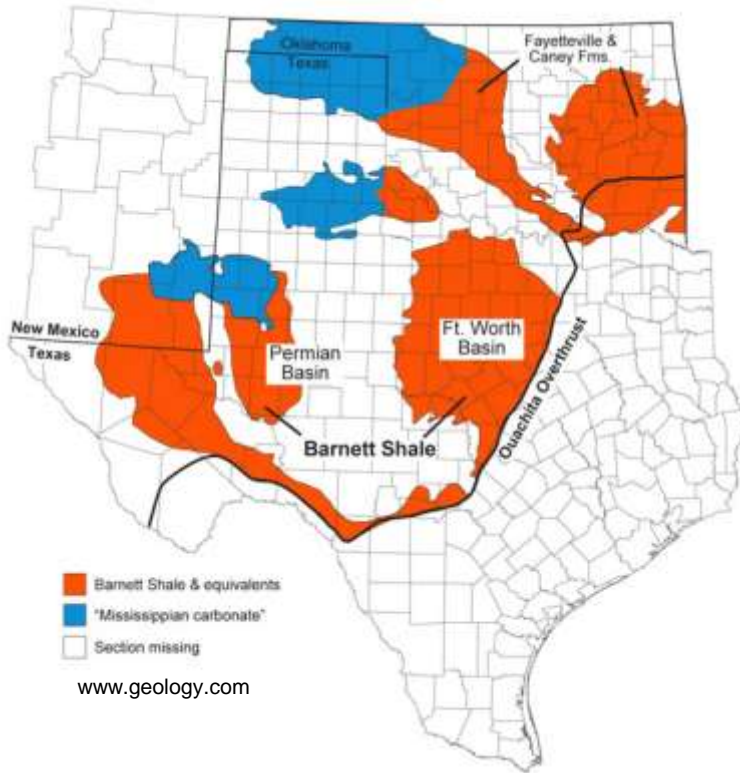 Oklahoma
Texas
Fayetteville &
Caney Fms.
New Mexico
Texas
Permian
Basin
Ft. Worth
Basin
Ouachita Overthrust
Barnett Shale
Barnett Shale & equivalents
"Mississippian carbonate"
Section missing
www.geology.com